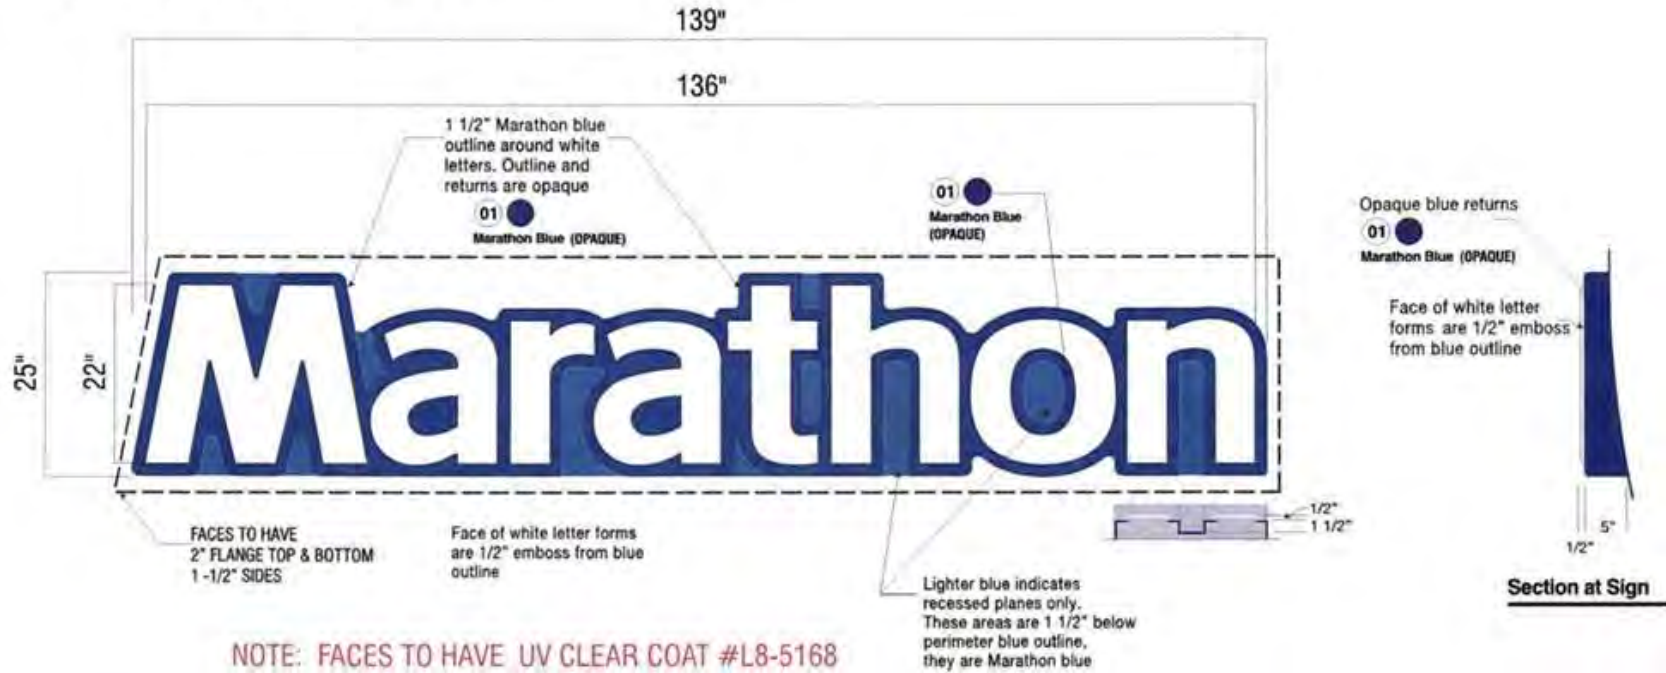 139"
136"
1 1/2" Marathon blue
outline around white
letters. Outline and
returns are opaque
01
Marathon Blue (OPAQUE)
01
Marathon Blue
(OPAQUE)
Opaque blue returns
01
Marathon Blue (OPAQUE)
Face of white letter
forms are 1/2" emboss
from blue outline
25"
22"
Marathon
FACES TO HAVE
2" FLANGE TOP & BOTTOM
1 -1/2" SIDES
Face of white letter forms
are 1/2" emboss from blue
outline
1/2"
1 1/2"
5"
1/2"
Lighter blue indicates
recessed planes only.
These areas are 1 1/2" below
perimeter blue outline,
they are Marathon blue
Section at Sign
NOTE: FACES TO HAVE UV CLEAR COAT #L8-5168